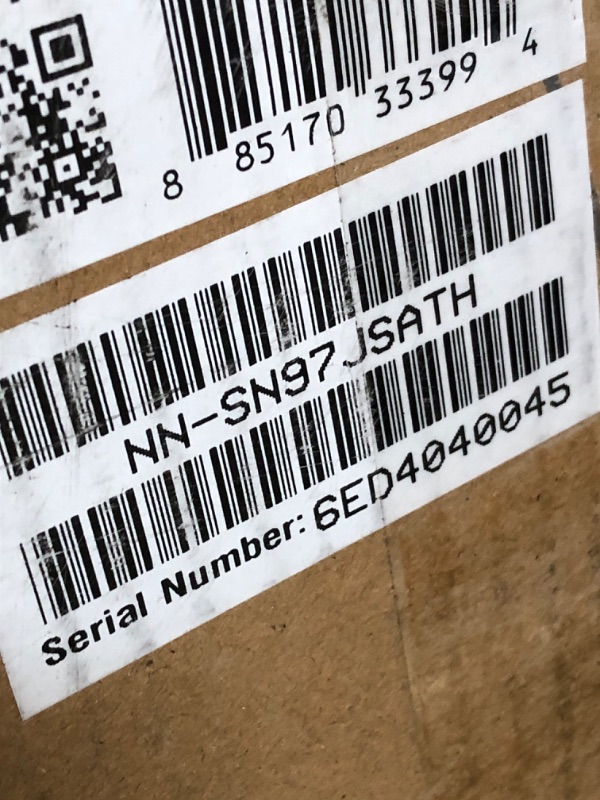 8 85170 33399 4
NN-SN97JSATH
Serial Number: 6ED4040045